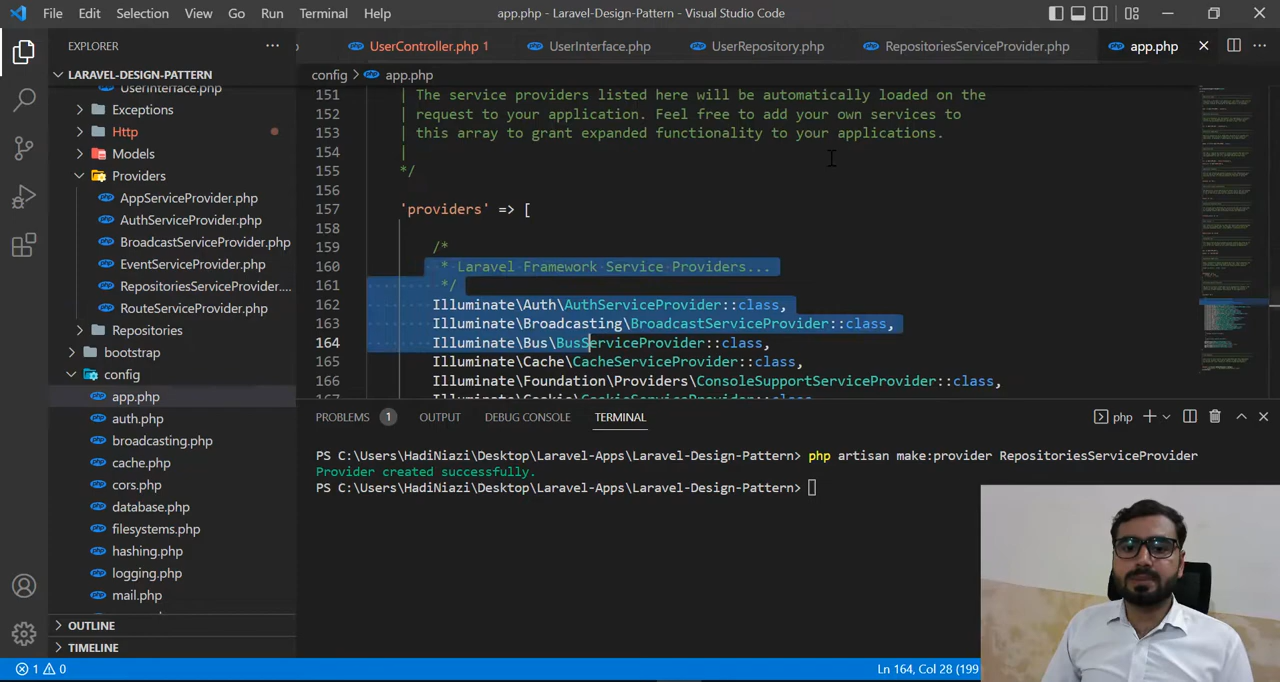 File Edit Selection View Go Run Terminal Help
app.php - Laravel-Design-Pattern - Visual Studio Code
EXPLORER
LARAVEL-DESIGN-PATTERN
UserInterface.php
Exceptions
Http
Models
Providers
AppServiceProvider.php
AuthServiceProvider.php
BroadcastServiceProvider.php
EventServiceProvider.php
RepositoriesServiceProvider....
RouteServiceProvider.php
Repositories
bootstrap
config
app.php
auth.php
broadcasting.php
cache.php
cors.php
database.php
filesystems.php
hashing.php
logging.php
mail.php
OUTLINE
TIMELINE
UserController.php 1 UserInterface.php UserRepository.php RepositoriesServiceProvider.php app.php
config > app.php
151 | The service providers listed here will be automatically loaded on the
152 | request to your application. Feel free to add your own services to
153 | this array to grant expanded functionality to your applications.
154 |
155 */
156
157 'providers' => [
158
159 /*
160 * Laravel Framework Service Providers...
161 */
162 Illuminate\Auth\AuthServiceProvider::class,
163 Illuminate\Broadcasting\BroadcastServiceProvider::class,
164 Illuminate\Bus\BusServiceProvider::class,
165 Illuminate\Cache\CacheServiceProvider::class,
166 Illuminate\Foundation\Providers\ConsoleSupportServiceProvider::class,
167 Illuminate\Cookie\CookieServiceProvider::class,
PROBLEMS 1 OUTPUT DEBUG CONSOLE TERMINAL
php
PS C:\Users\HadiNiazi\Desktop\Laravel-Apps\Laravel-Design-Pattern> php artisan make:provider RepositoriesServiceProvider
Provider created successfully.
PS C:\Users\HadiNiazi\Desktop\Laravel-Apps\Laravel-Design-Pattern>
1 0
Ln 164, Col 28 (199